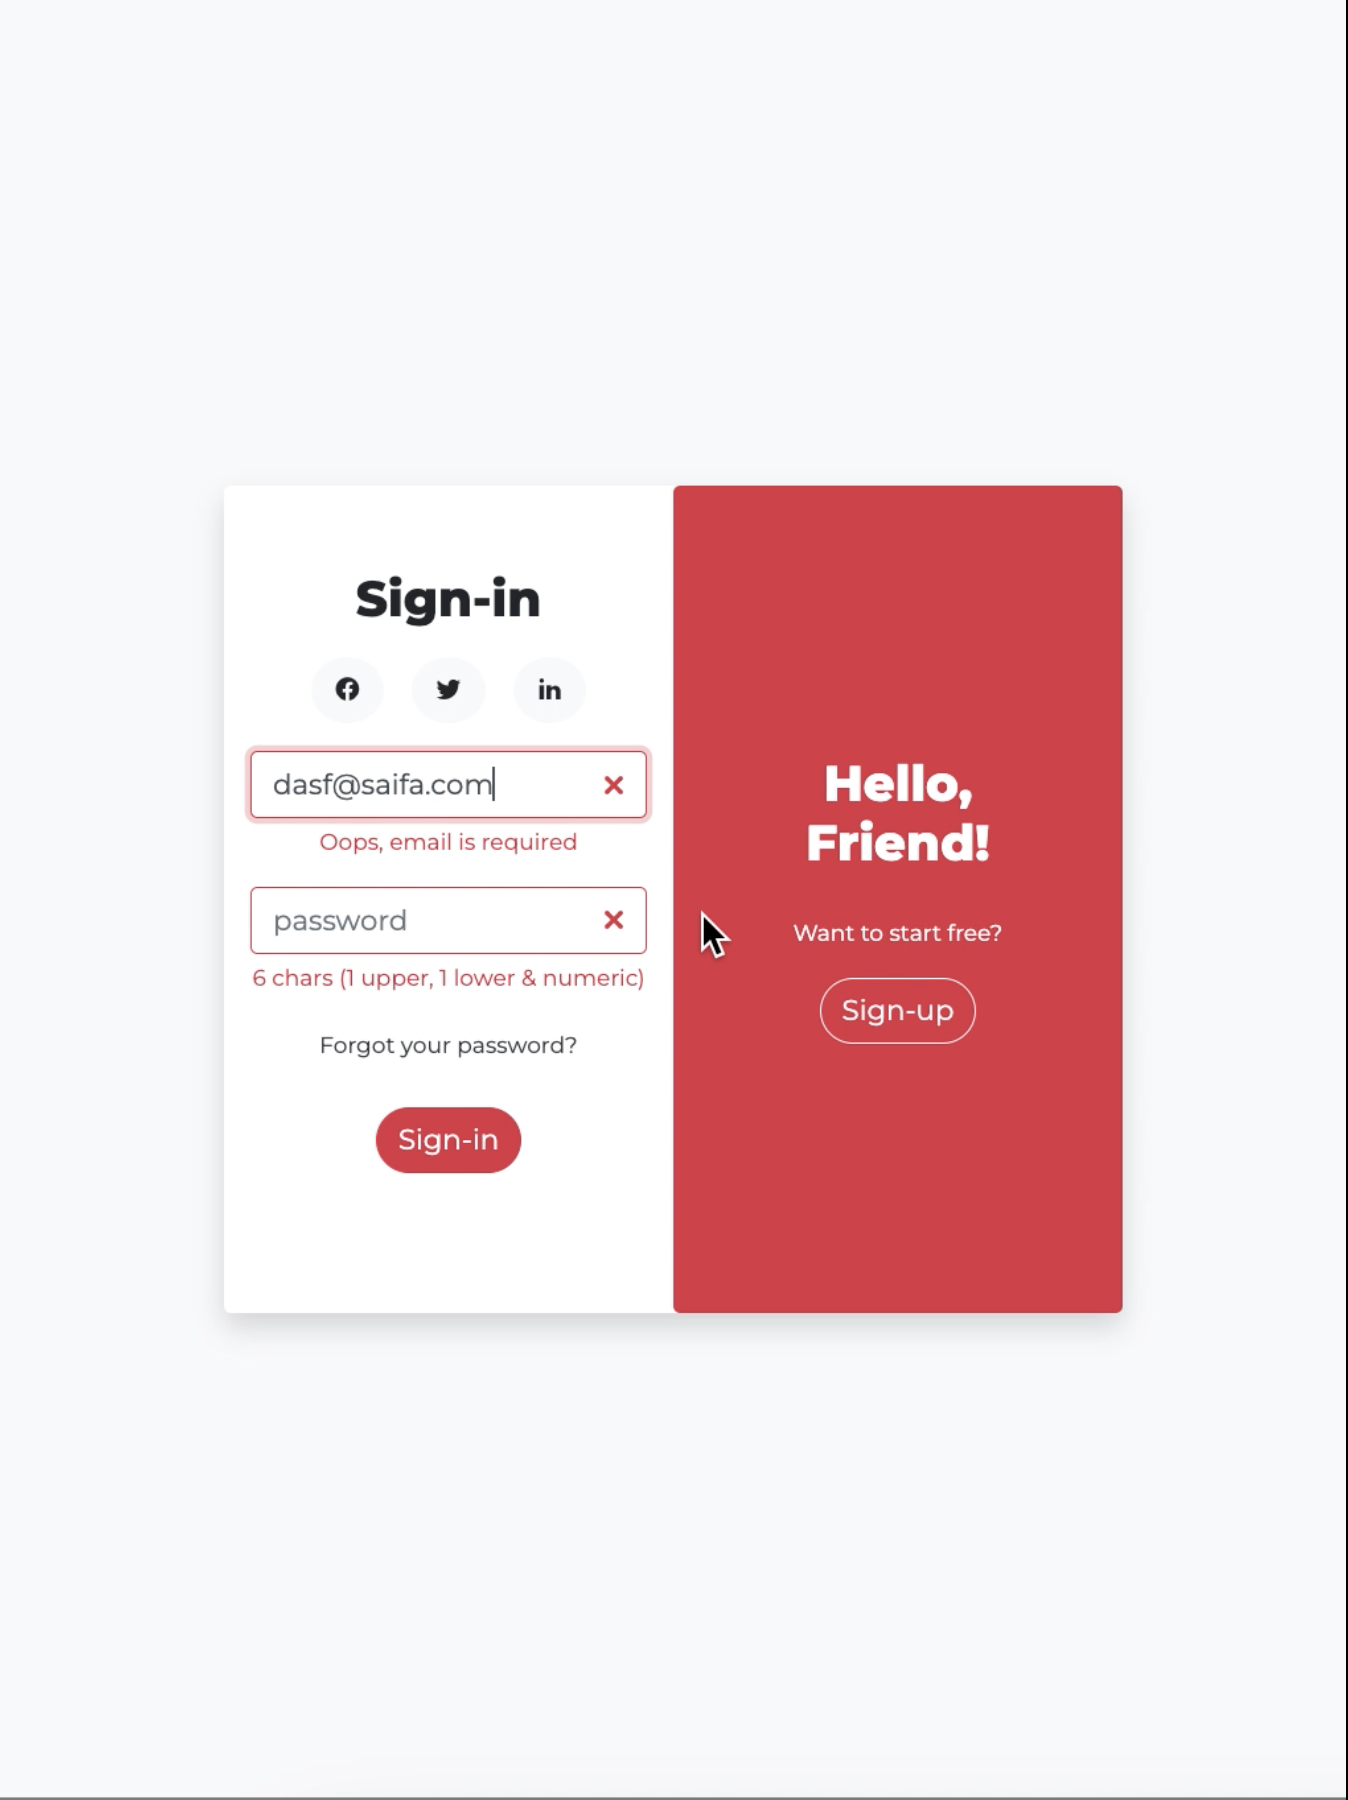 Sign-in
in
dasf@saifa.com
Oops, email is required
password
6 chars (1 upper, 1 lower & numeric)
Forgot your password?
Sign-in
Hello,
Friend!
Want to start free?
Sign-up